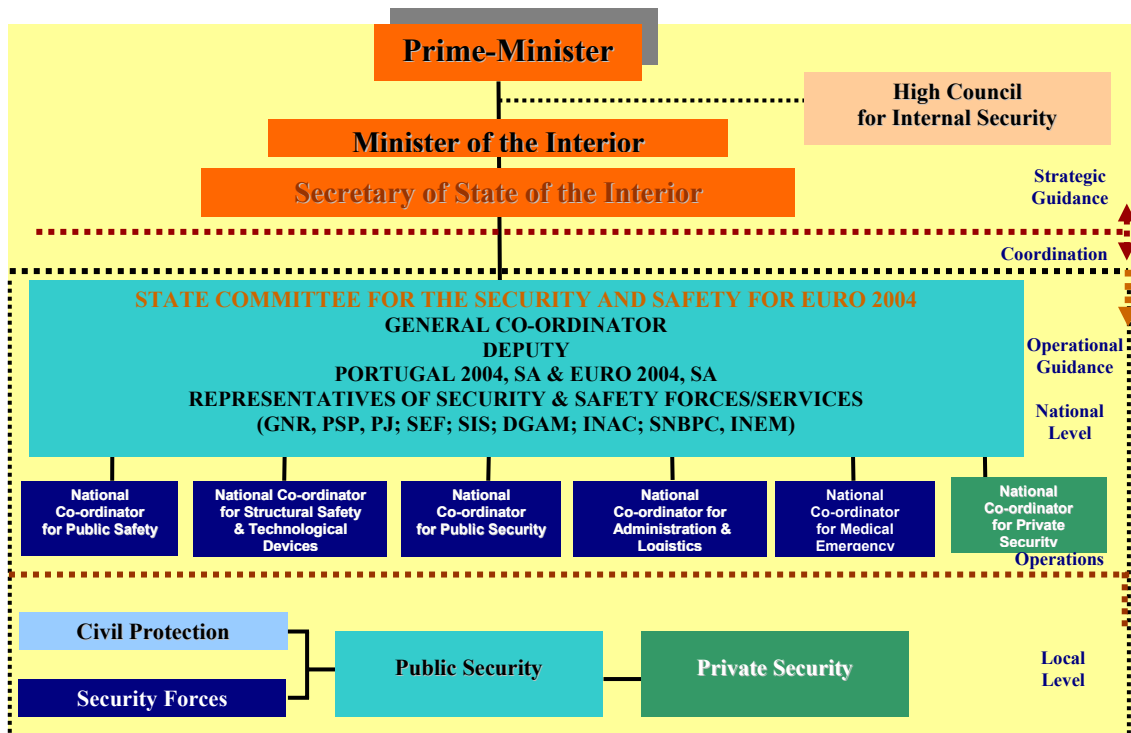 Prime-Minister
High Council
for Internal Security
Minister of the Interior
Secretary of State of the Interior
Strategic
Guidance
Coordination
STATE COMMITTEE FOR THE SECURITY AND SAFETY FOR EURO 2004
GENERAL CO-ORDINATOR
DEPUTY
PORTUGAL 2004, SA & EURO 2004, SA
REPRESENTATIVES OF SECURITY & SAFETY FORCES/SERVICES
(GNR, PSP, PJ; SEF; SIS; DGAM; INAC; SNBPC, INEM)
Operational
Guidance
National
Level
National
Co-ordinator
for Public Safety
National Co-ordinator
for Structural Safety
& Technological
Devices
National
Co-ordinator
for Public Security
National
Co-ordinator for
Administration &
Logistics
National
Co-ordinator
for Medical
Emergency
National
Co-ordinator
for Private
Security
Operations
Civil Protection
Security Forces
Public Security
Private Security
Local
Level